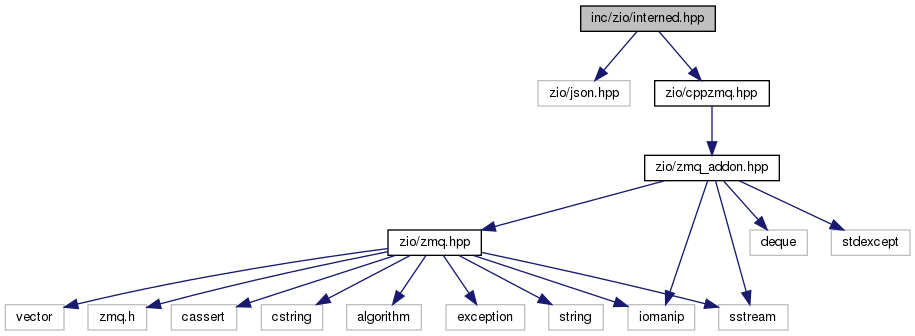 inc/zio/interned.hpp
zio/json.hpp
zio/cppzmq.hpp
zio/zmq_addon.hpp
zio/zmq.hpp
deque
stdexcept
vector
zmq.h
cassert
cstring
algorithm
exception
string
iomanip
sstream